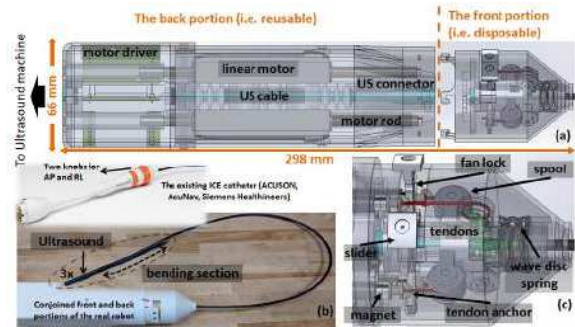 The back portion (i.e. reusable)
The front portion
(i.e. disposable)
To Ultrasound machine
66 mm
motor driver
linear motor
US connector
US cable
motor rod
(a)
298 mm
Two knobs for
AP and RL
The existing ICE catheter (ACUSON,
AcuNav, Siemens Healthineers)
Ultrasound
3x
bending section
Conjoined front and back
portions of the real robot
(b)
fan lock
spool
tendons
slider
wave disc
spring
magnet
tendon anchor
(c)